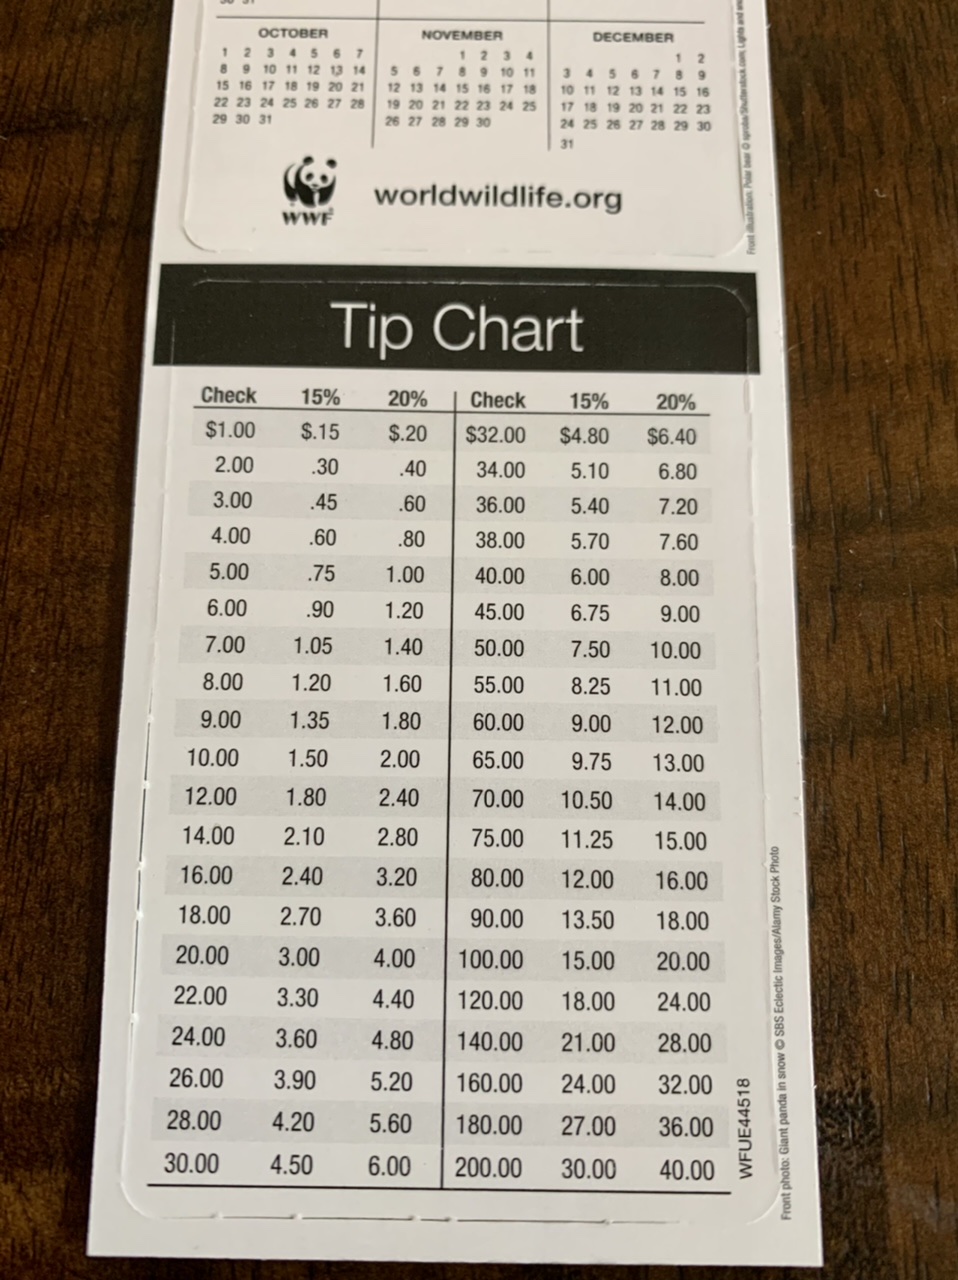 30 31
OCTOBER
1 2 3 4 5 6 7
8 9 10 11 12 13 14
15 16 17 18 19 20 21
22 23 24 25 26 27 28
29 30 31
NOVEMBER
1 2 3 4
5 6 7 8 9 10 11
12 13 14 15 16 17 18
19 20 21 22 23 24 25
26 27 28 29 30
DECEMBER
1 2
3 4 5 6 7 8 9
10 11 12 13 14 15 16
17 18 19 20 21 22 23
24 25 26 27 28 29 30
31
WWF
worldwildlife.org
Front illustration: Polar bear © /Shutterstock.com; Lights and
Tip Chart
Check 15% 20% Check 15% 20%
$1.00 $.15 $.20 $32.00 $4.80 $6.40
2.00 .30 .40 34.00 5.10 6.80
3.00 .45 .60 36.00 5.40 7.20
4.00 .60 .80 38.00 5.70 7.60
5.00 .75 1.00 40.00 6.00 8.00
6.00 .90 1.20 45.00 6.75 9.00
7.00 1.05 1.40 50.00 7.50 10.00
8.00 1.20 1.60 55.00 8.25 11.00
9.00 1.35 1.80 60.00 9.00 12.00
10.00 1.50 2.00 65.00 9.75 13.00
12.00 1.80 2.40 70.00 10.50 14.00
14.00 2.10 2.80 75.00 11.25 15.00
16.00 2.40 3.20 80.00 12.00 16.00
18.00 2.70 3.60 90.00 13.50 18.00
20.00 3.00 4.00 100.00 15.00 20.00
22.00 3.30 4.40 120.00 18.00 24.00
24.00 3.60 4.80 140.00 21.00 28.00
26.00 3.90 5.20 160.00 24.00 32.00
28.00 4.20 5.60 180.00 27.00 36.00
30.00 4.50 6.00 200.00 30.00 40.00
WFUE44518
Front photo: Giant panda in snow © SBS Eclectic Images/Alamy Stock Photo